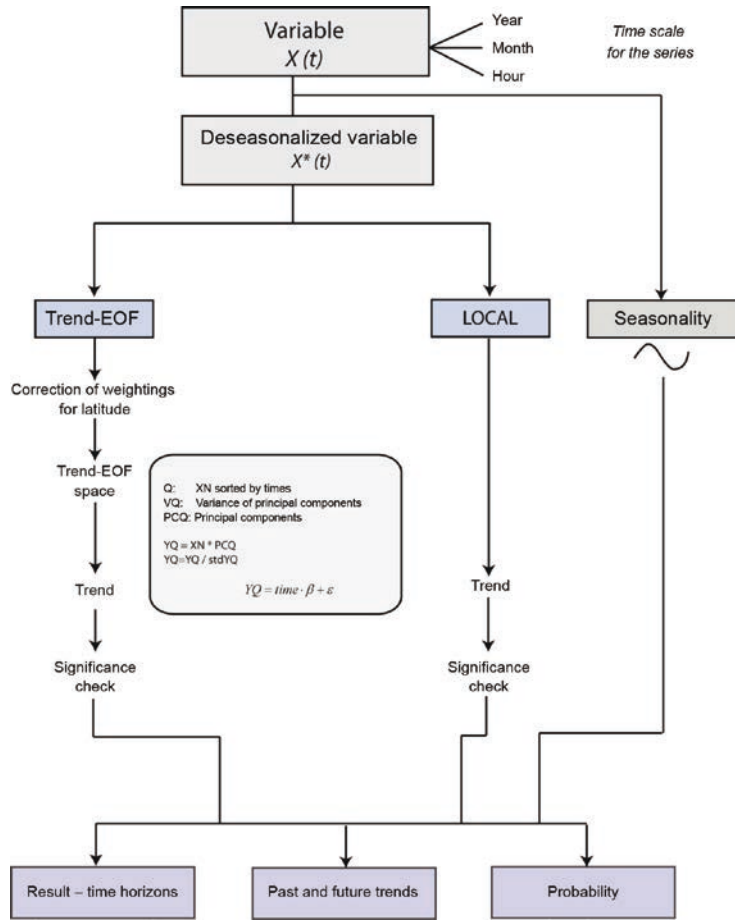 Variable
X (t)
Year
Month
Hour
Time scale
for the series
Deseasonalized variable
X* (t)
Trend-EOF
LOCAL
Seasonality
Correction of weightings
for latitude
Trend-EOF
space
Q: XN sorted by times
VQ: Variance of principal components
PCQ: Principal components
YQ = XN * PCQ
YQ=YQ / stdYQ
YQ = time · β + ε
Trend
Trend
Significance
check
Significance
check
Result – time horizons
Past and future trends
Probability